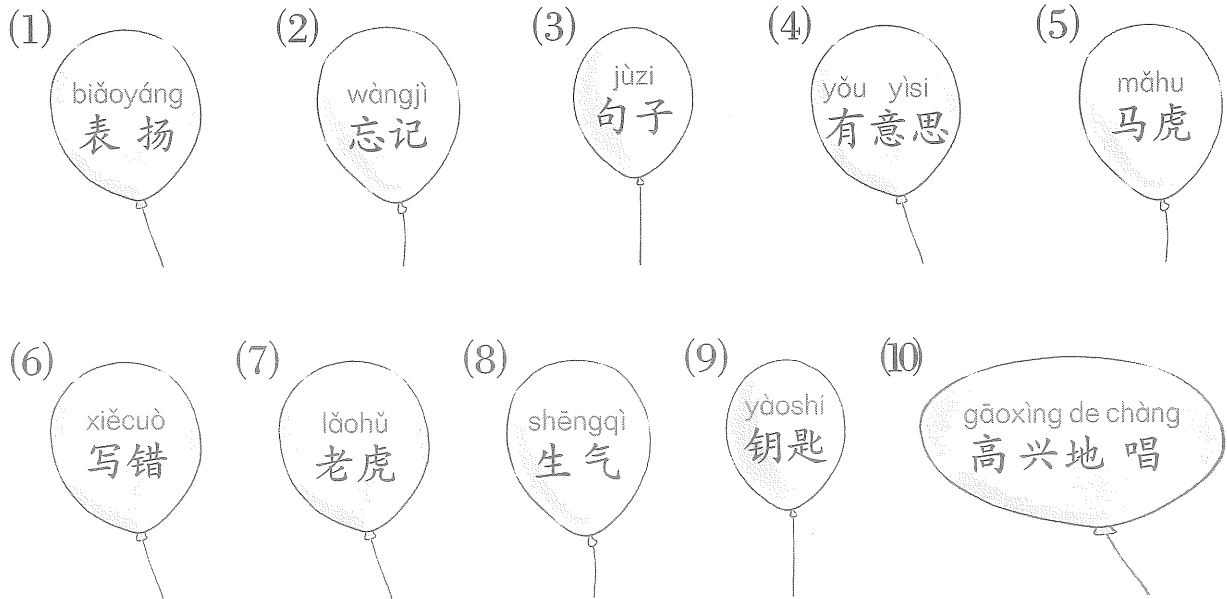 (1)
biǎoyáng
表扬
(2)
wàngjì
忘记
(3)
jùzi
句子
(4)
yǒu yìsi
有意思
(5)
mǎhu
马虎
(6)
xiěcuò
写错
(7)
lǎohǔ
老虎
(8)
shēngqì
生气
(9)
yàoshí
钥匙
(10)
gāoxìng de chàng
高兴地唱